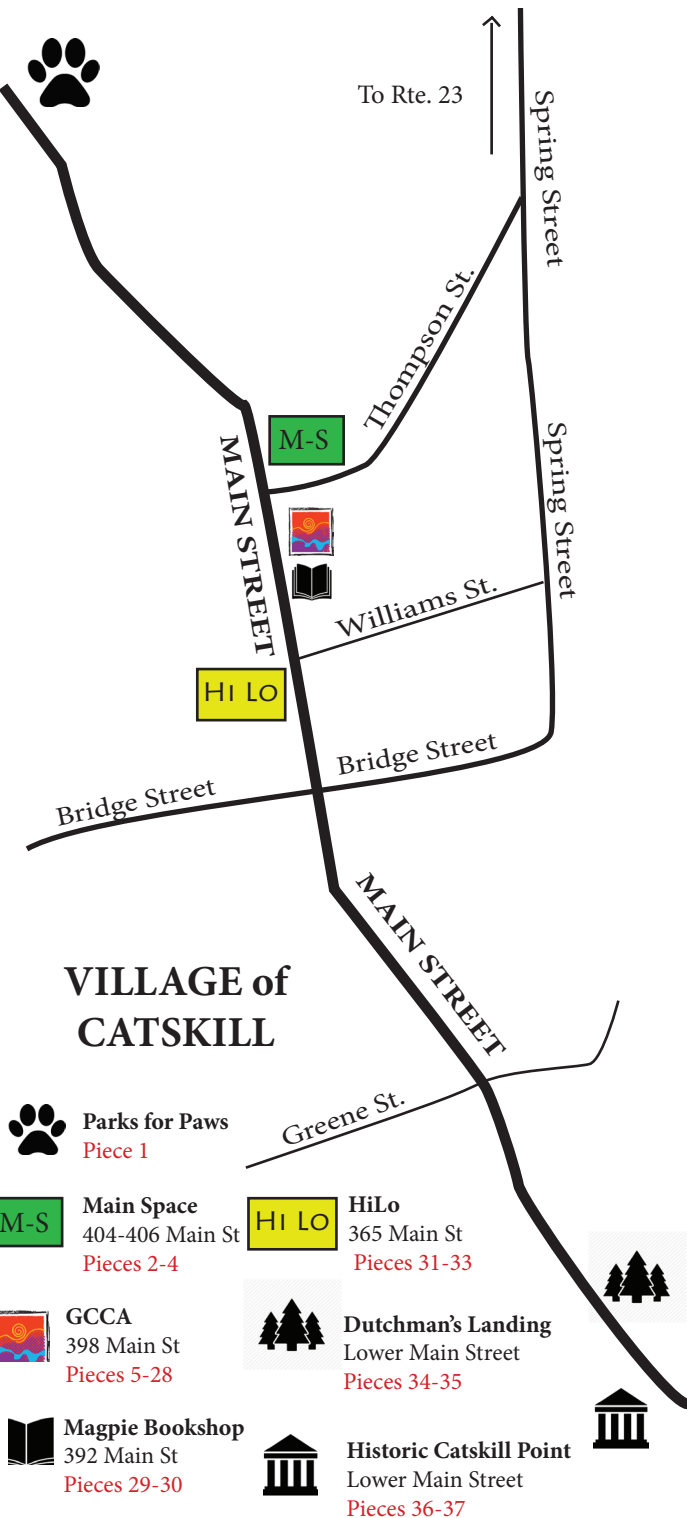 To Rte. 23
Spring Street
Thompson St.
M-S
MAIN STREET
Spring Street
Williams St.
HI LO
Bridge Street
Bridge Street
MAIN STREET
VILLAGE of
CATSKILL
Greene St.
Parks for Paws
Piece 1
M-S
Main Space
404-406 Main St
Pieces 2-4
HI LO
HiLo
365 Main St
Pieces 31-33
GCCA
398 Main St
Pieces 5-28
Dutchman’s Landing
Lower Main Street
Pieces 34-35
Magpie Bookshop
392 Main St
Pieces 29-30
Historic Catskill Point
Lower Main Street
Pieces 36-37